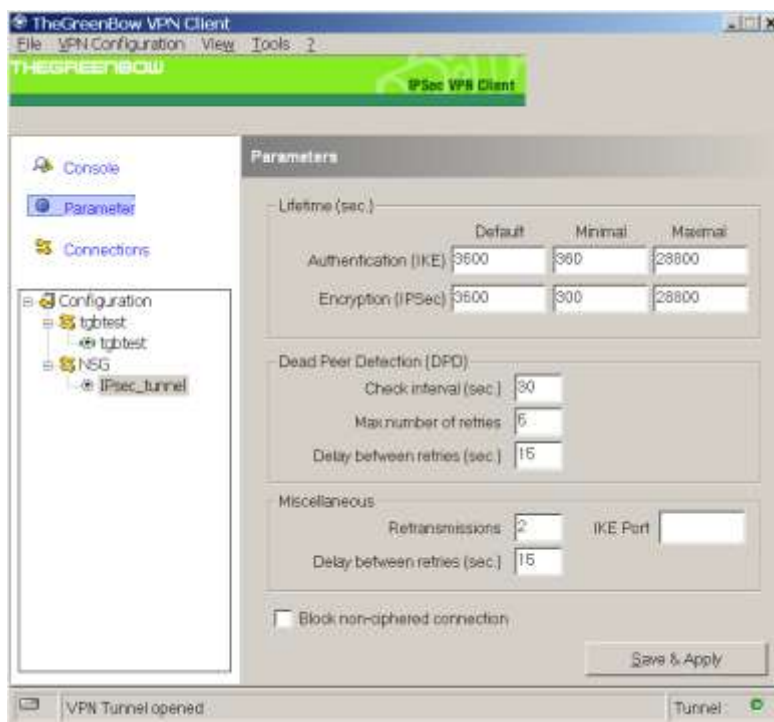 TheGreenBow VPN Client
File VPN Configuration View Tools ?
THEGREENBOW
IPSec VPN Client
Console
Parameter
Connections
Configuration
tgbtest
tgbtest
NSG
IPsec_tunnel
Parameters
Lifetime (sec.)
Default Minimal Maximal
Authentication (IKE) 3600 360 28800
Encryption (IPSec) 3600 300 28800
Dead Peer Detection (DPD)
Check interval (sec.) 30
Max number of retries 5
Delay between retries (sec.) 15
Miscellaneous
Retransmissions 2 IKE Port
Delay between retries (sec.) 15
Block non-ciphered connection
Save & Apply
VPN Tunnel opened Tunnel